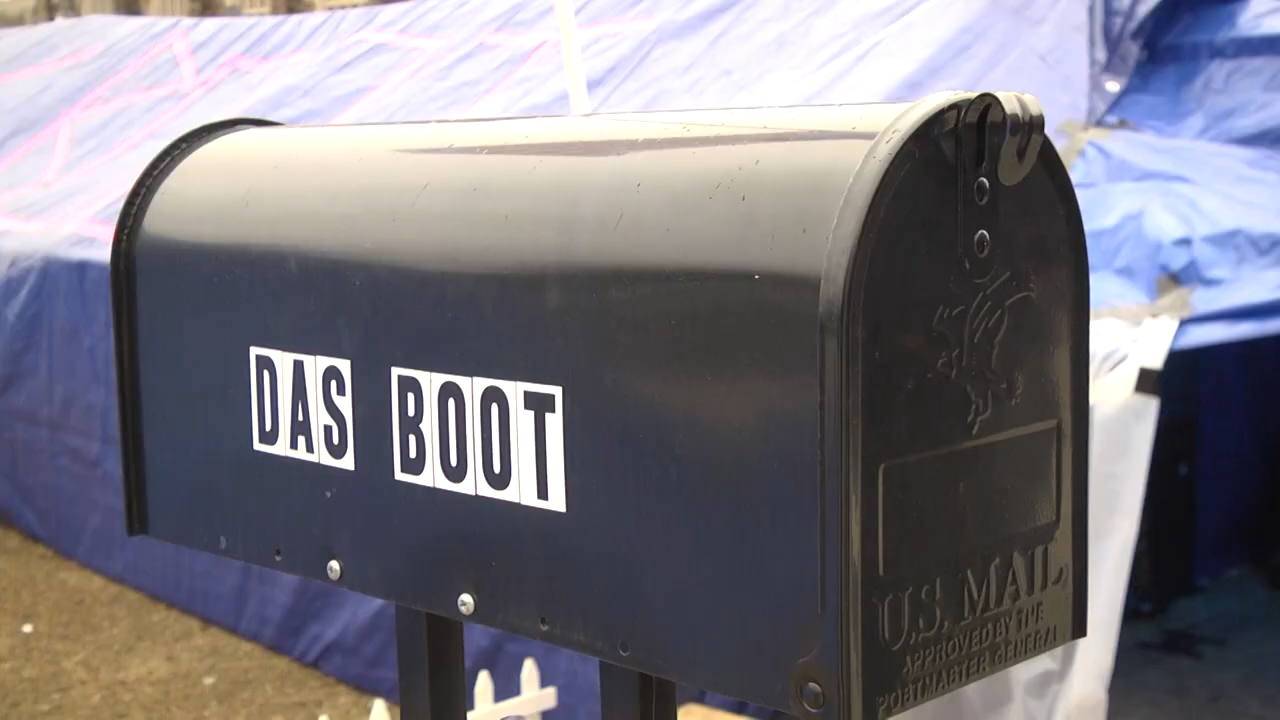 DAS BOOT
U.S. MAIL
APPROVED BY THE
POSTMASTER GENERAL